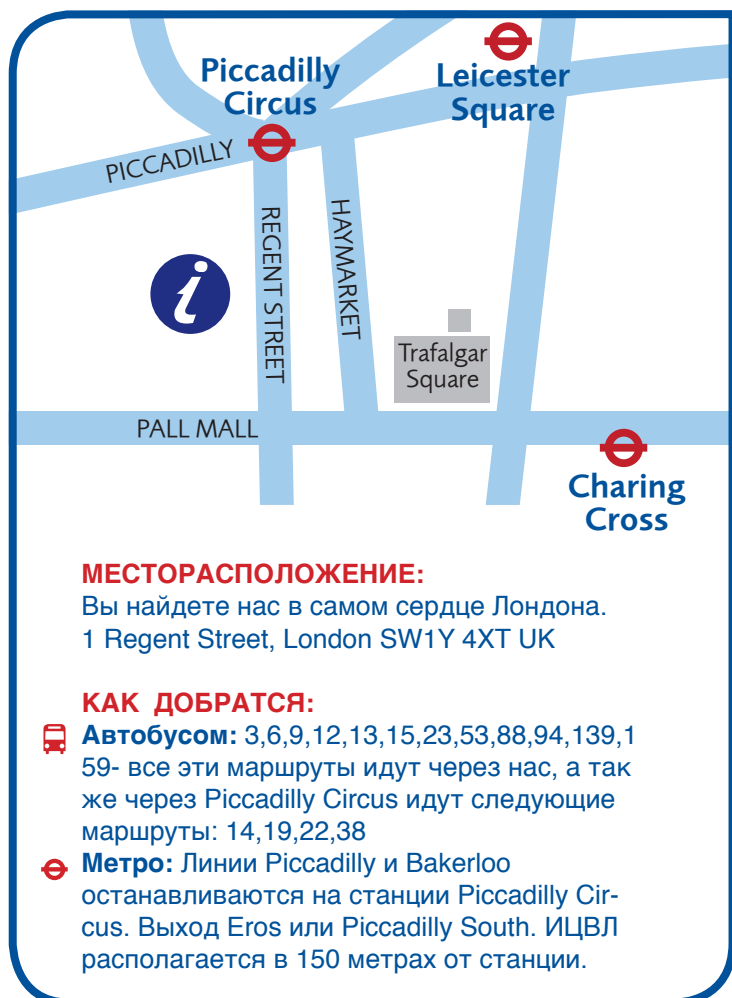 Piccadilly
Circus
Leicester
Square
PICCADILLY
REGENT STREET
HAYMARKET
i
Trafalgar
Square
PALL MALL
Charing
Cross
МЕСТОРАСПОЛОЖЕНИЕ:
Вы найдете нас в самом сердце Лондона.
1 Regent Street, London SW1Y 4XT UK
КАК ДОБРАТСЯ:
Автобусом: 3,6,9,12,13,15,23,53,88,94,139,1
59- все эти маршруты идут через нас, а так
же через Piccadilly Circus идут следующие
маршруты: 14,19,22,38
Метро: Линии Piccadilly и Bakerloo
останавливаются на станции Piccadilly Cir-
cus. Выход Eros или Piccadilly South. ИЦВЛ
располагается в 150 метрах от станции.